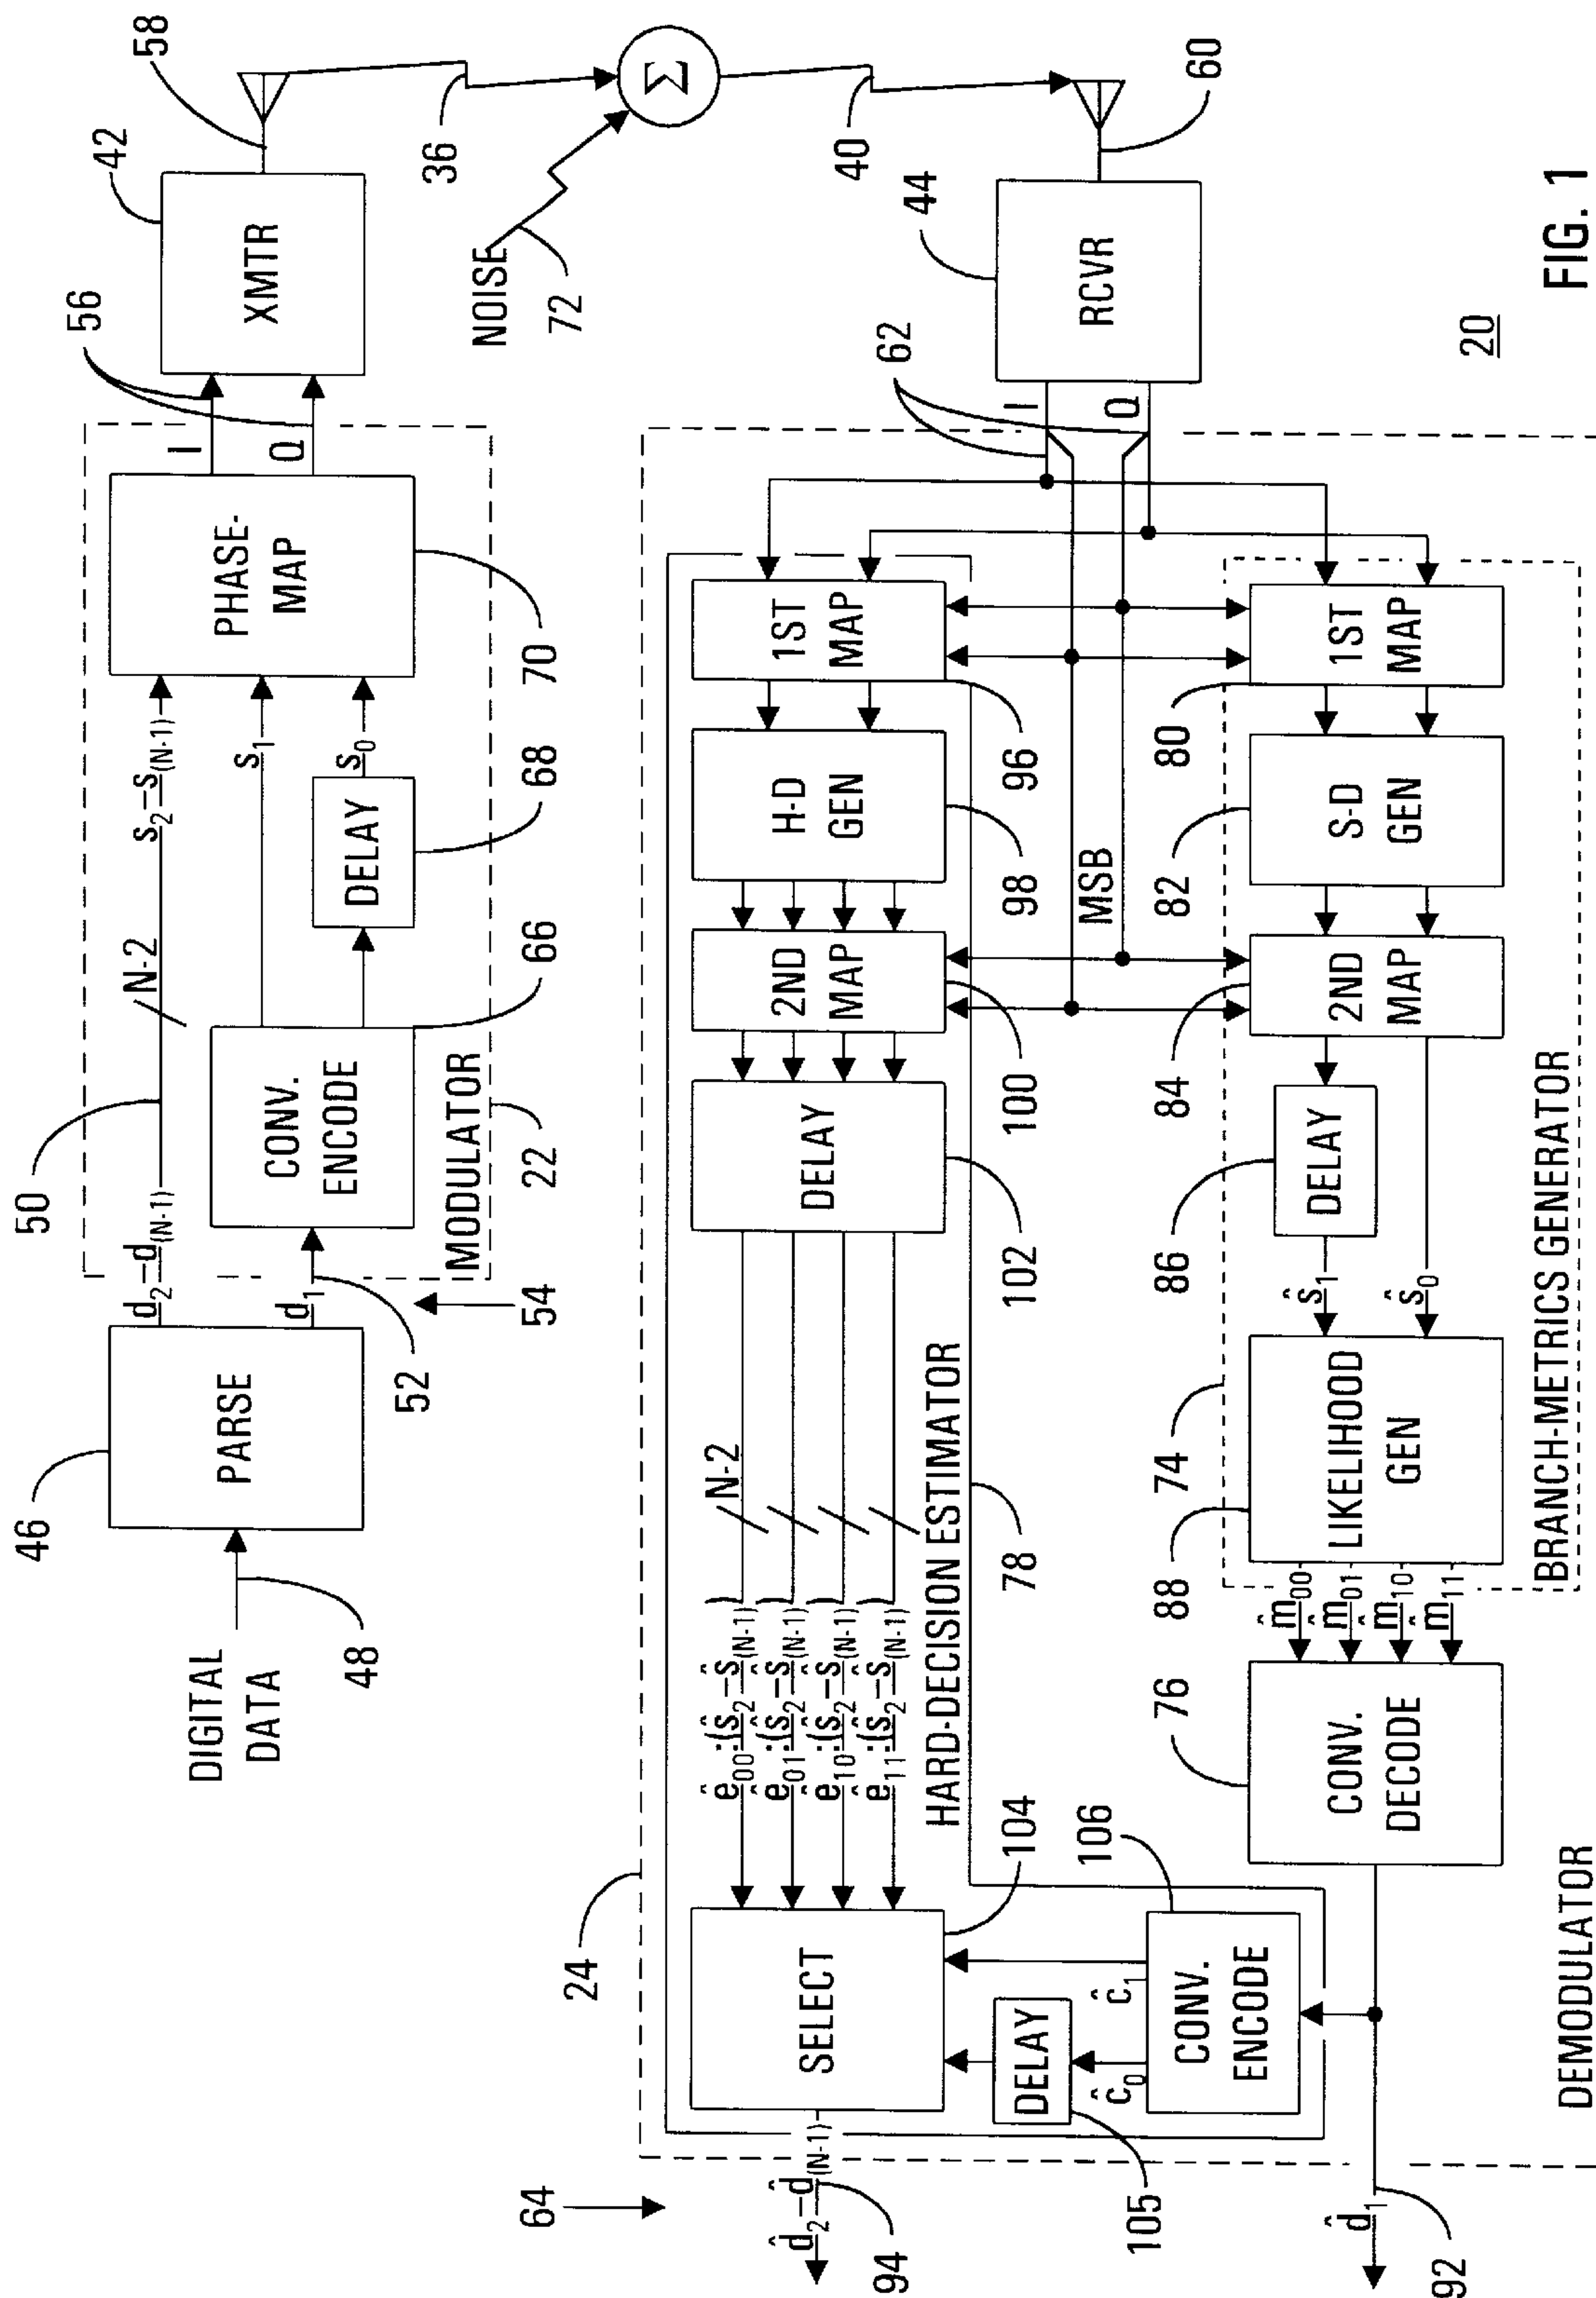 46
DIGITAL
DATA
48
PARSE
d₂–d₍N-1₎
d₁
52
54
50
N-2
CONV.
ENCODE
66
MODULATOR
22
DELAY
68
s₂–s₍N-1₎
s₁
s₀
PHASE-
MAP
70
I
Q
56
XMTR
42
58
36
NOISE
72
Σ
40
60
RCVR
44
I
Q
62
64
24
d̂₂–d̂₍N-1₎
94
SELECT
104
ê₀₀:(ŝ₂–ŝ₍N-1₎)
ê₀₁:(ŝ₂–ŝ₍N-1₎)
ê₁₀:(ŝ₂–ŝ₍N-1₎)
ê₁₁:(ŝ₂–ŝ₍N-1₎)
N-2
HARD-DECISION ESTIMATOR
78
DELAY
102
2ND
MAP
100
H-D
GEN
98
1ST
MAP
96
MSB
DELAY
105
ĉ₀
ĉ₁
CONV.
ENCODE
106
d̂₁
92
CONV.
DECODE
76
m̂₀₀
m̂₀₁
m̂₁₀
m̂₁₁
88
LIKELIHOOD
GEN
74
ŝ₁
ŝ₀
DELAY
86
2ND
MAP
84
S-D
GEN
82
1ST
MAP
80
BRANCH-METRICS GENERATOR
DEMODULATOR
20
FIG. 1